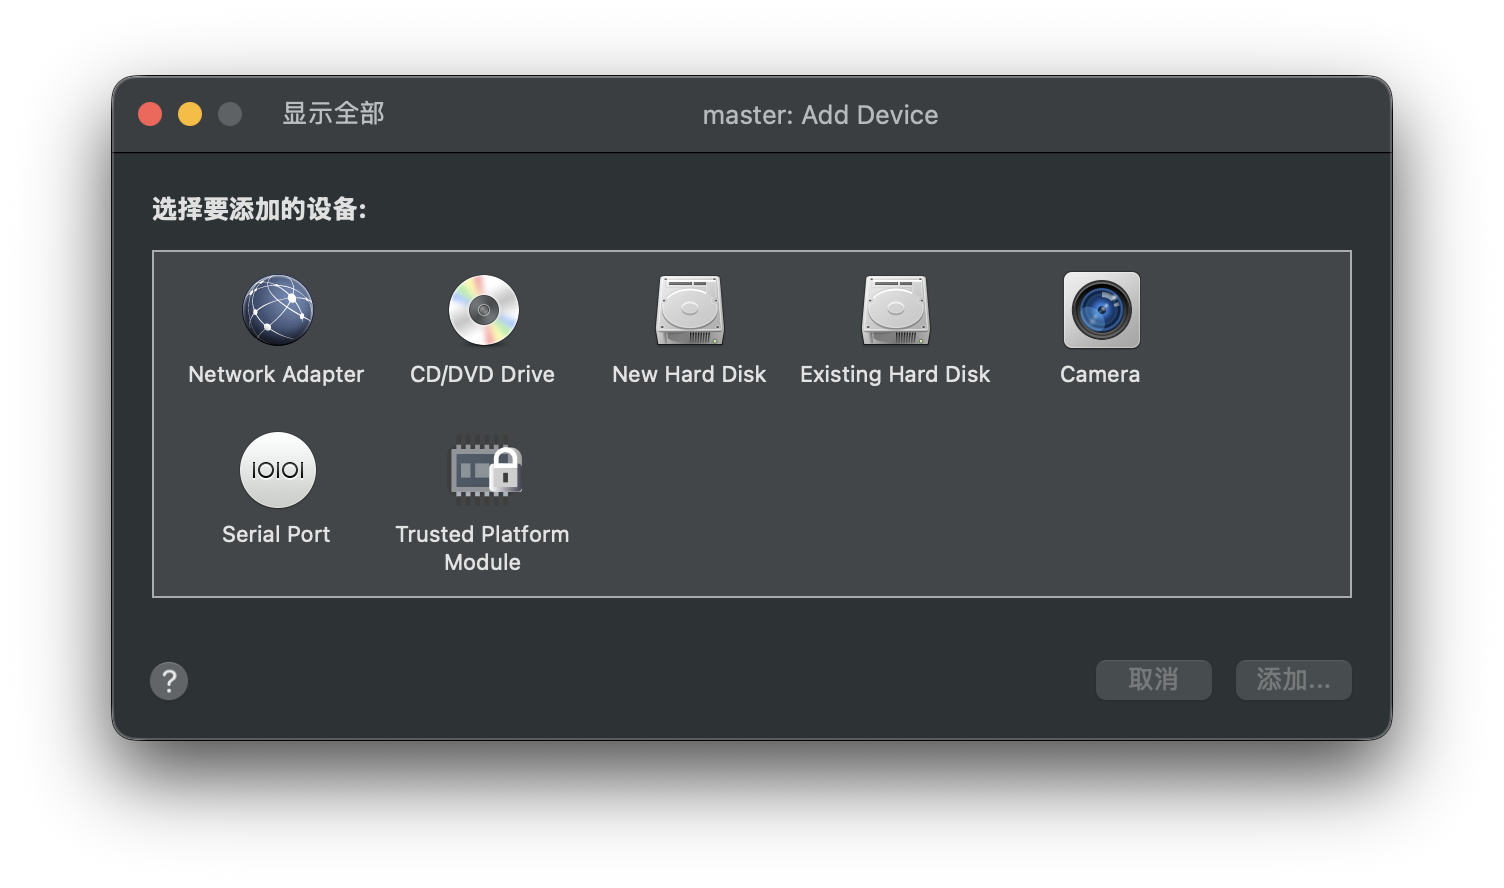 显示全部
master: Add Device
选择要添加的设备:
Network Adapter
CD/DVD Drive
New Hard Disk
Existing Hard Disk
Camera
IOIOI
Serial Port
Trusted Platform
Module
?
取消
添加...